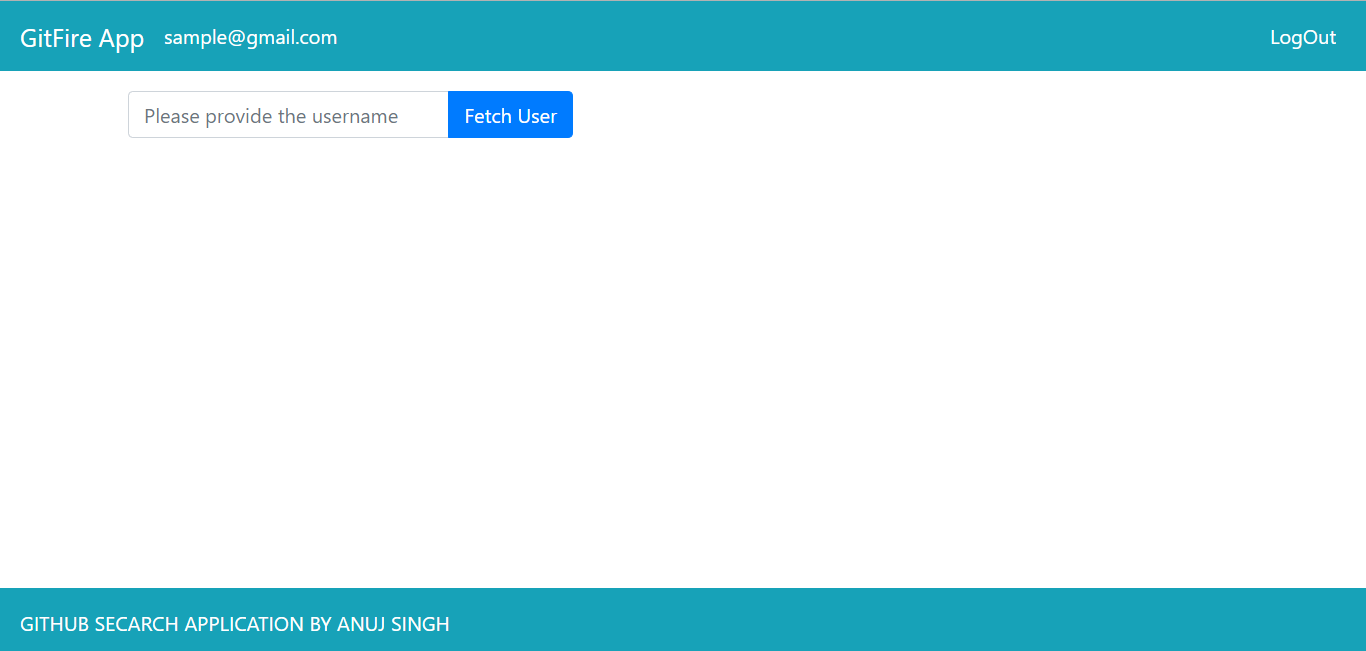 GitFire App sample@gmail.com LogOut
Please provide the username Fetch User
GITHUB SECARCH APPLICATION BY ANUJ SINGH